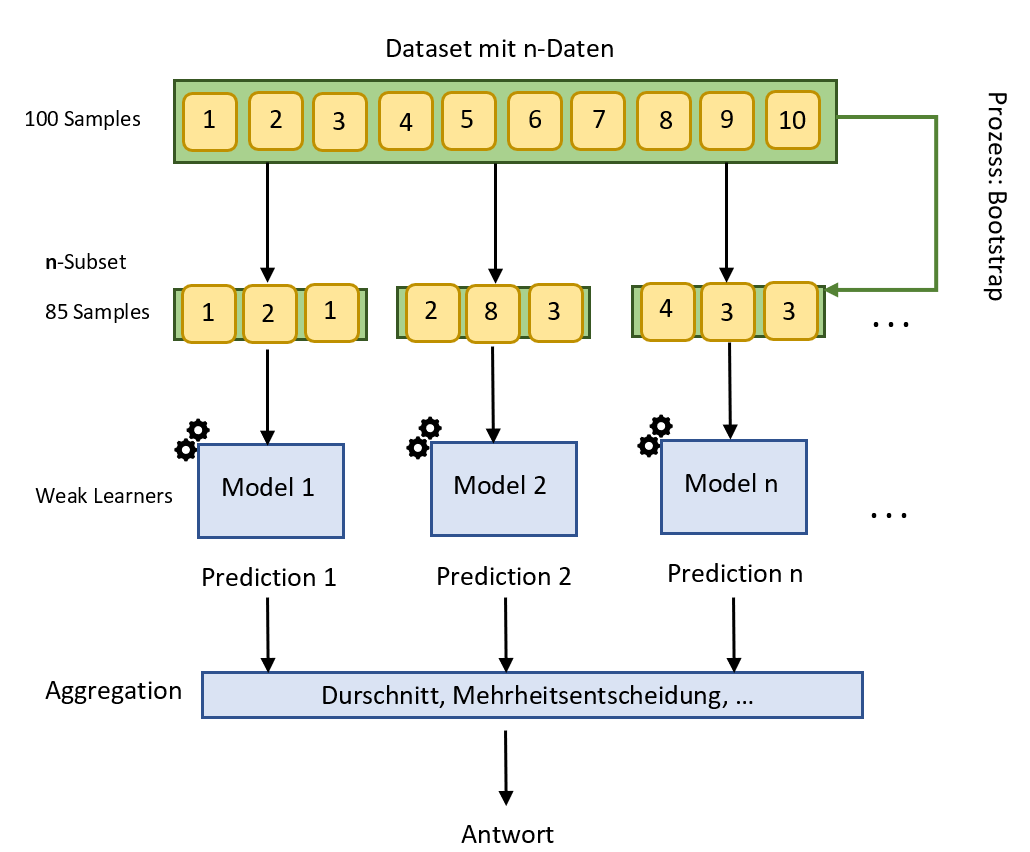 Dataset mit n-Daten
100 Samples
1 2 3 4 5 6 7 8 9 10
Prozess: Bootstrap
n-Subset
85 Samples
1 2 1
2 8 3
4 3 3
...
Weak Learners
Model 1
Model 2
Model n
...
Prediction 1
Prediction 2
Prediction n
Aggregation
Durschnitt, Mehrheitsentscheidung, ...
Antwort